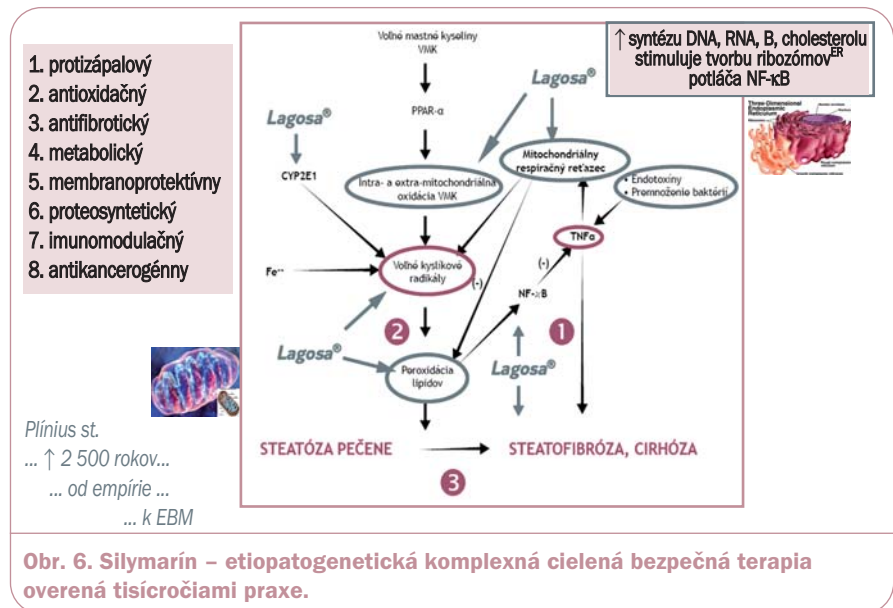 1. protizápalový
2. antioxidačný
3. antifibrotický
4. metabolický
5. membranoprotektívny
6. proteosyntetický
7. imunomodulačný
8. antikancerogénny
↑ syntézu DNA, RNA, B, cholesterolu
stimuluje tvorbu ribozómov ER
potláča NF-κB
Three-Dimensional
Endoplasmic
Reticulum
Voľné mastné kyseliny
VMK
Lagosa®
PPAR-α
Lagosa®
CYP2E1
Intra- a extra-mitochondriálna
oxidácia VMK
Mitochondriálny
respiračný reťazec
• Endotoxíny
• Premnoženie baktérií
TNFα
Fe++
Voľné kyslíkové
radikály
(-)
(-)
NF-κB
2
1
Lagosa®
Peroxidácia
lipidov
Lagosa®
STEATÓZA PEČENE
STEATOFIBRÓZA, CIRHÓZA
3
Plínius st.
... ↑ 2 500 rokov...
... od empírie ...
... k EBM
Obr. 6. Silymarín – etiopatogenetická komplexná cielená bezpečná terapia
overená tisícročiami praxe.